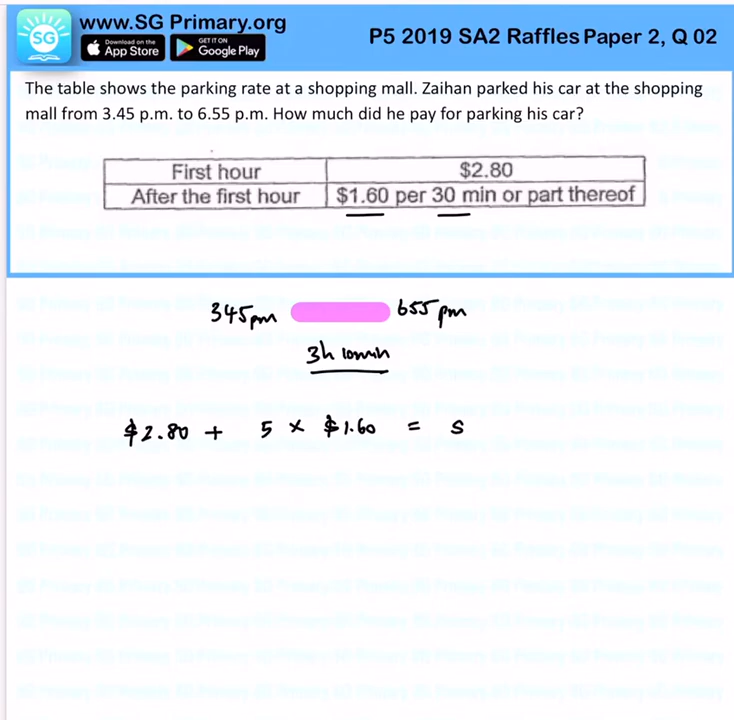 www.SG Primary.org
SG
Download on the
App Store
GET IT ON
Google Play
P5 2019 SA2 Raffles Paper 2, Q 02
The table shows the parking rate at a shopping mall. Zaihan parked his car at the shopping
mall from 3.45 p.m. to 6.55 p.m. How much did he pay for parking his car?
First hour $2.80
After the first hour $1.60 per 30 min or part thereof
345pm 655pm
3h 10min
$2.80 + 5 × $1.60 = S